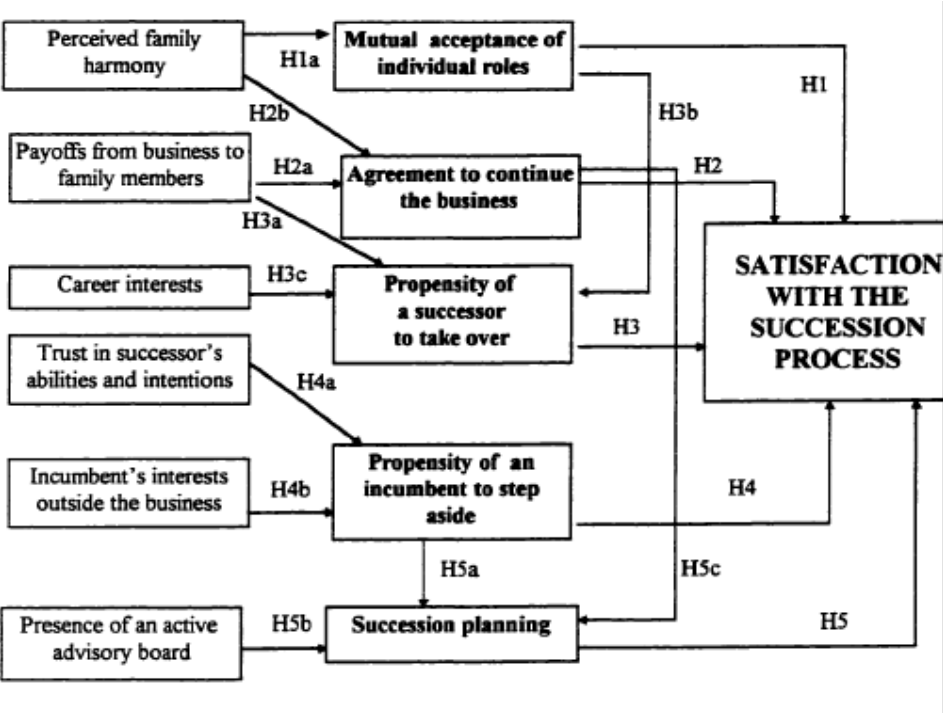 Perceived family
harmony
H1a
Mutual acceptance of
individual roles
H1
H2b
H3b
Payoffs from business to
family members
H2a
Agreement to continue
the business
H2
H3a
Career interests
H3c
Propensity of
a successor
to take over
H3
SATISFACTION
WITH THE
SUCCESSION
PROCESS
Trust in successor's
abilities and intentions
H4a
Incumbent's interests
outside the business
H4b
Propensity of an
incumbent to step
aside
H4
H5a
H5c
Presence of an active
advisory board
H5b
Succession planning
H5